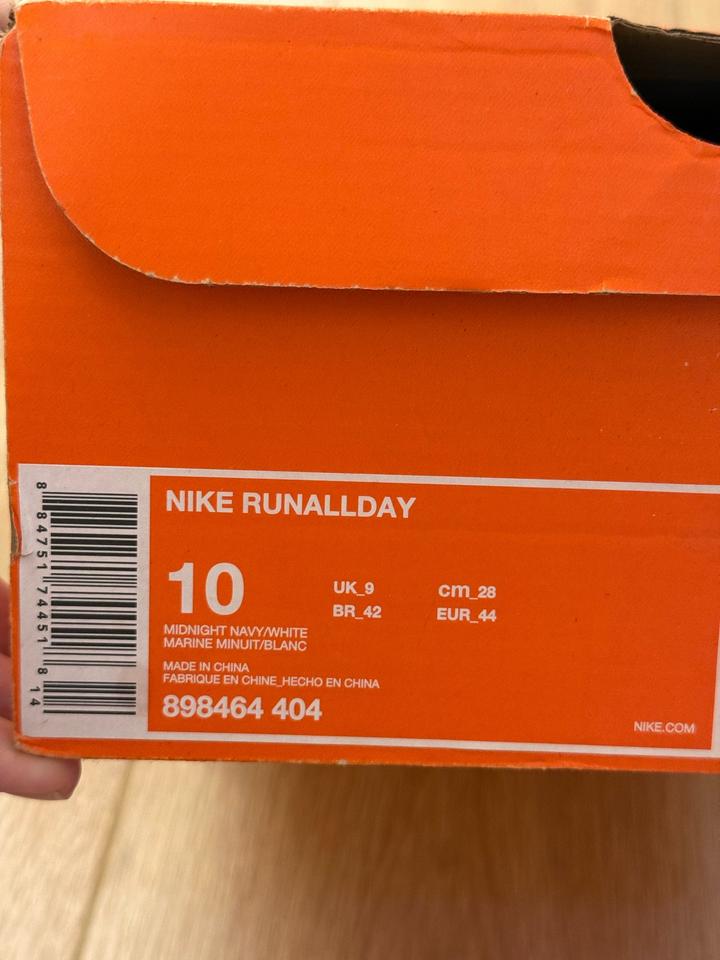 NIKE RUNALLDAY
10
UK_9 cm_28
BR_42 EUR_44
MIDNIGHT NAVY/WHITE
MARINE MINUIT/BLANC
MADE IN CHINA
FABRIQUE EN CHINE_HECHO EN CHINA
898464 404
NIKE.COM
8 84751 74451 8
14